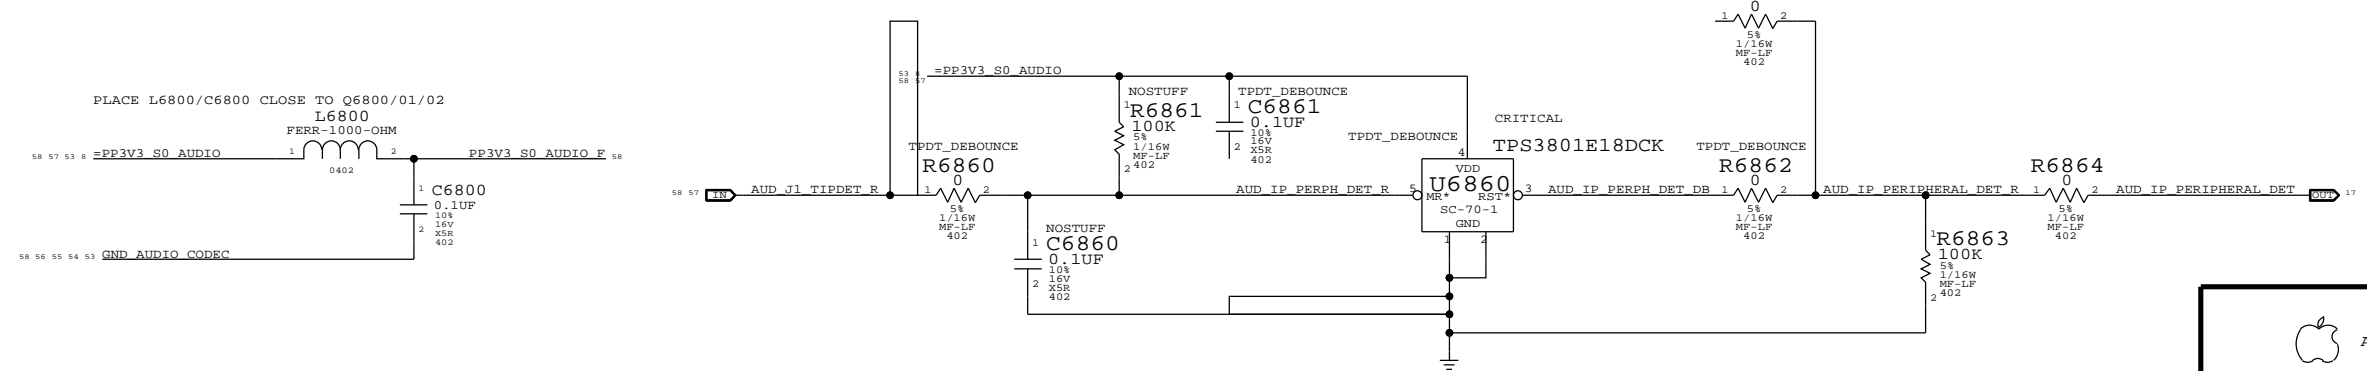 PLACE L6800/C6800 CLOSE TO Q6800/01/02
L6800
FERR-1000-OHM
58 57 53 8 =PP3V3_S0_AUDIO 1 2 PP3V3_S0_AUDIO_F 58
0402
1 C6800
0.1UF
10%
16V
2 X5R
402
58 56 55 54 53 GND_AUDIO_CODEC
53 8 =PP3V3_S0_AUDIO
58 57
NOSTUFF
1 R6861
100K
5%
1/16W
MF-LF
2 402
TPDT_DEBOUNCE
1 C6861
0.1UF
10%
16V
2 X5R
402
TPDT_DEBOUNCE
R6860
0
58 57 IN AUD_J1_TIPDET_R 1 2 AUD_IP_PERPH_DET_R
5%
1/16W
MF-LF
402
NOSTUFF
1 C6860
0.1UF
10%
16V
2 X5R
402
CRITICAL
TPDT_DEBOUNCE
TPS3801E18DCK
4
VDD
U6860
5 MR* RST* 3
SC-70-1
GND
1 2
AUD_IP_PERPH_DET_DB
0
1 2
5%
1/16W
MF-LF
402
TPDT_DEBOUNCE
R6862
0
1 2
5%
1/16W
MF-LF
402
AUD_IP_PERIPHERAL_DET_R
R6864
0
1 2 AUD_IP_PERIPHERAL_DET OUT 17
5%
1/16W
MF-LF
402
1 R6863
100K
5%
1/16W
MF-LF
2 402